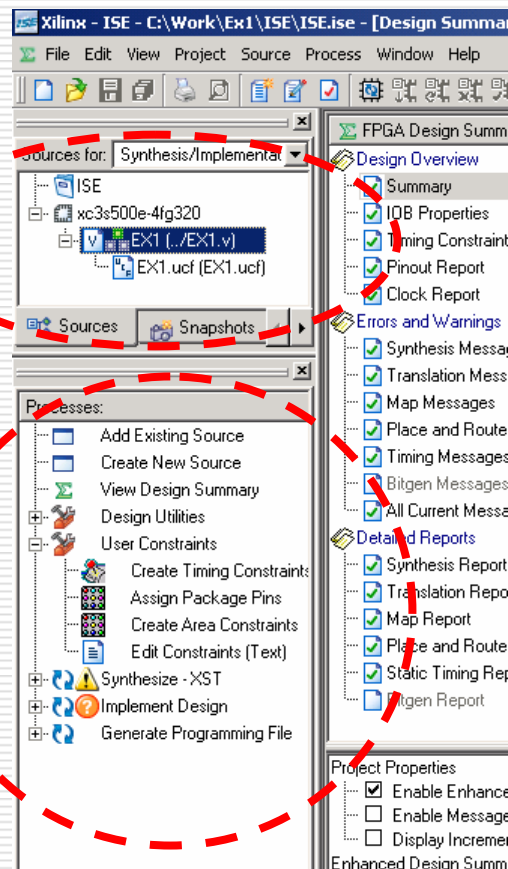 Xilinx - ISE - C:\Work\Ex1\ISE\ISE.ise - [Design Summar
File Edit View Project Source Process Window Help
Sources for: Synthesis/Implementat
ISE
xc3s500e-4fg320
EX1 (../EX1.v)
EX1.ucf (EX1.ucf)
Sources Snapshots
Processes:
Add Existing Source
Create New Source
View Design Summary
Design Utilities
User Constraints
Create Timing Constraints
Assign Package Pins
Create Area Constraints
Edit Constraints (Text)
Synthesize - XST
Implement Design
Generate Programming File
FPGA Design Summ
Design Overview
Summary
IOB Properties
Timing Constraint
Pinout Report
Clock Report
Errors and Warnings
Synthesis Messag
Translation Mess
Map Messages
Place and Route
Timing Messages
Bitgen Messages
All Current Messa
Detailed Reports
Synthesis Report
Translation Repo
Map Report
Place and Route
Static Timing Rep
Bitgen Report
Project Properties
Enable Enhance
Enable Message
Display Incremen
Enhanced Design Summ